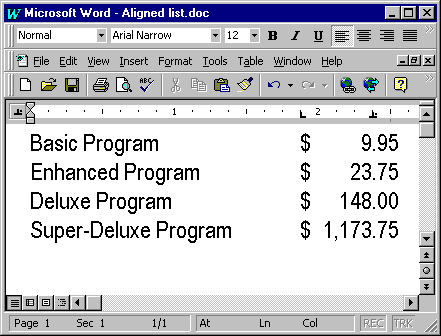 Microsoft Word - Aligned list.doc
Normal Arial Narrow 12 B I U
File Edit View Insert Format Tools Table Window Help
ABC
1 2
Basic Program $ 9.95
Enhanced Program $ 23.75
Deluxe Program $ 148.00
Super-Deluxe Program $ 1,173.75
Page 1 Sec 1 1/1 At Ln Col REC TRK